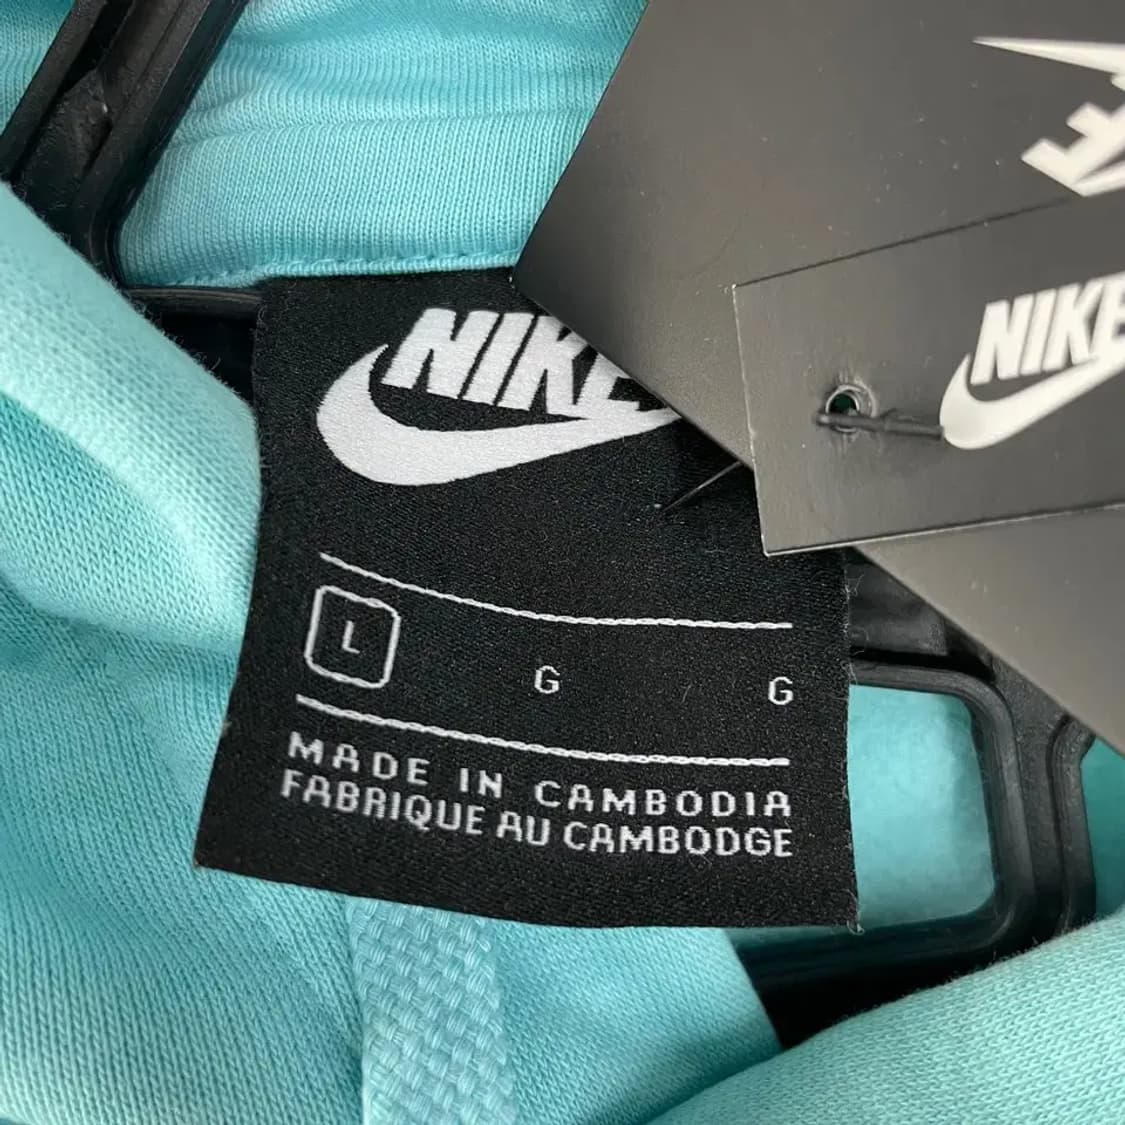 NIKE
NIKE
L G G
MADE IN CAMBODIA
FABRIQUE AU CAMBODGE